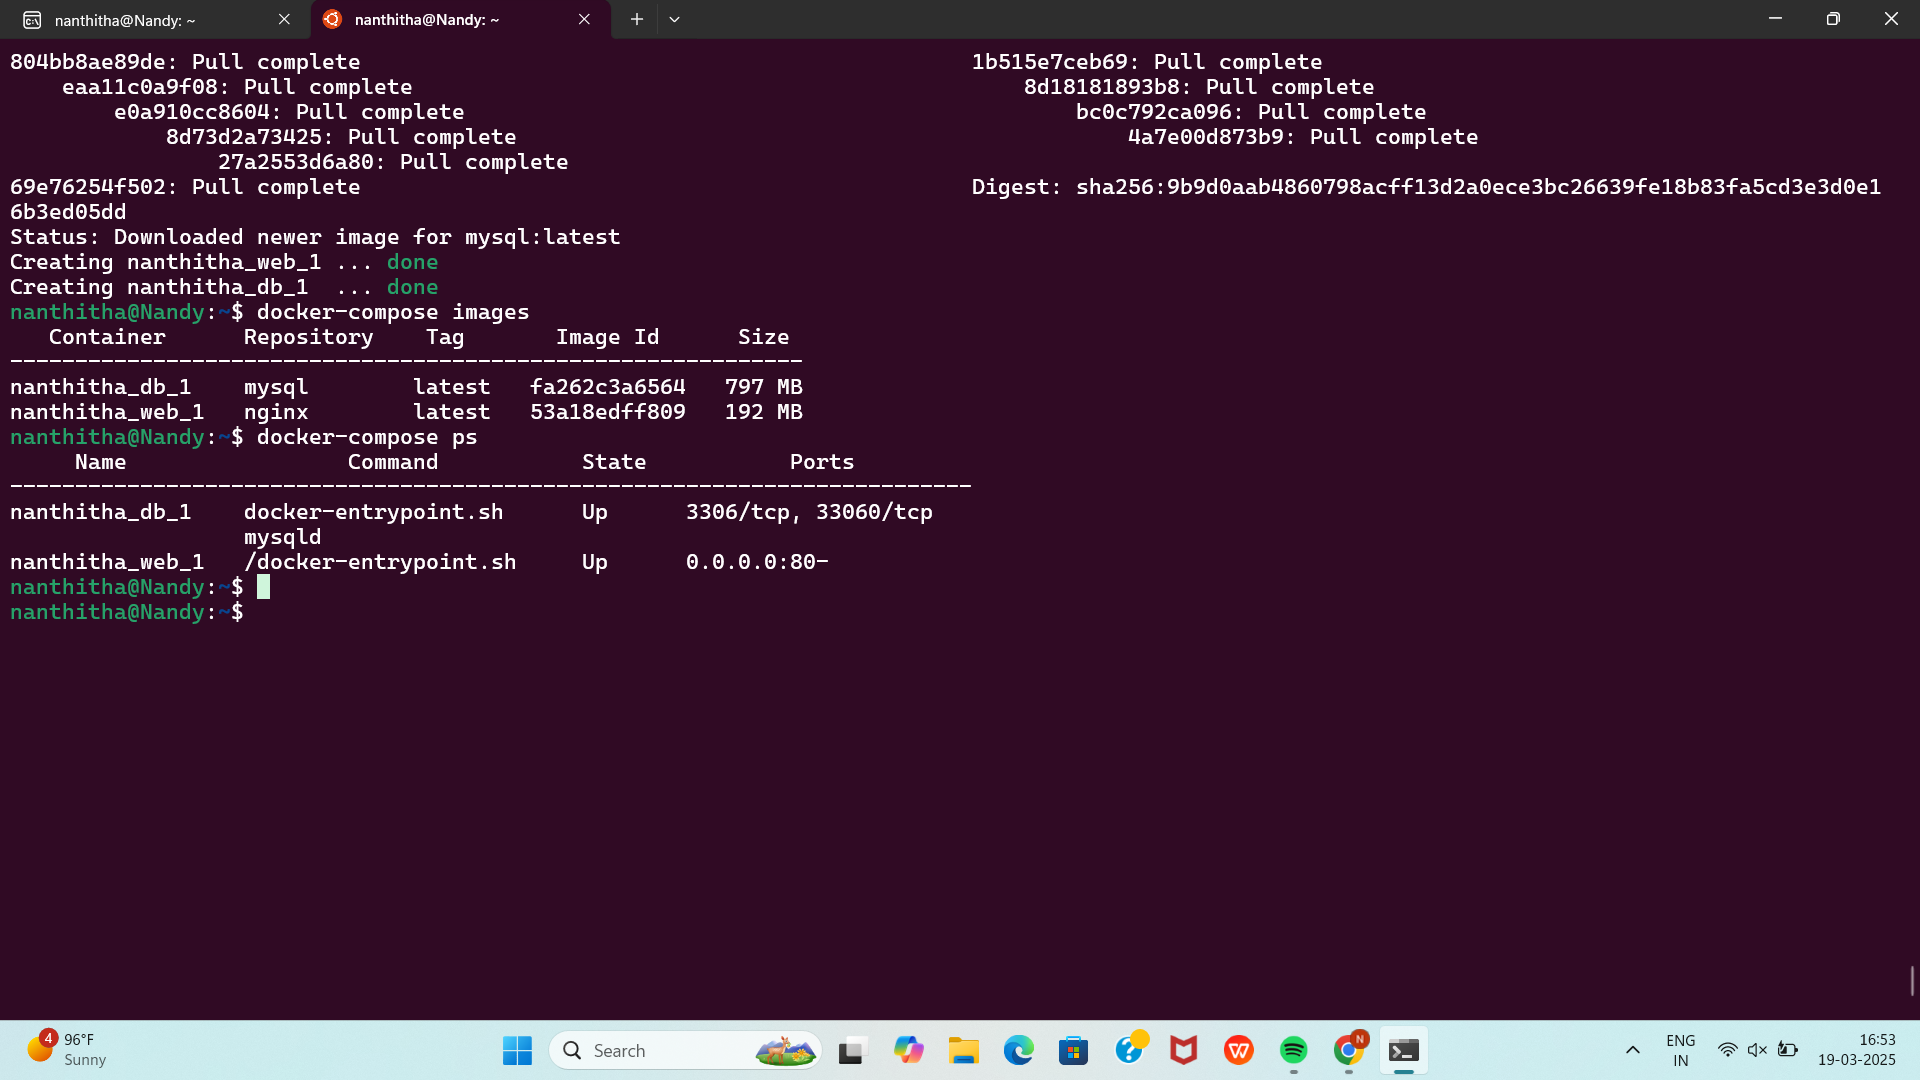 nanthitha@Nandy: ~
nanthitha@Nandy: ~
804bb8ae89de: Pull complete 1b515e7ceb69: Pull complete
eaa11c0a9f08: Pull complete 8d18181893b8: Pull complete
e0a910cc8604: Pull complete bc0c792ca096: Pull complete
8d73d2a73425: Pull complete 4a7e00d873b9: Pull complete
27a2553d6a80: Pull complete
69e76254f502: Pull complete Digest: sha256:9b9d0aab4860798acff13d2a0ece3bc26639fe18b83fa5cd3e3d0e1
6b3ed05dd
Status: Downloaded newer image for mysql:latest
Creating nanthitha_web_1 ... done
Creating nanthitha_db_1  ... done
nanthitha@Nandy:~$ docker-compose images
Container Repository Tag Image Id Size
-------------------------------------------------------------
nanthitha_db_1 mysql latest fa262c3a6564 797 MB
nanthitha_web_1 nginx latest 53a18edff809 192 MB
nanthitha@Nandy:~$ docker-compose ps
Name Command State Ports
--------------------------------------------------------------------------
nanthitha_db_1 docker-entrypoint.sh Up 3306/tcp, 33060/tcp
mysqld
nanthitha_web_1 /docker-entrypoint.sh Up 0.0.0.0:80-
nanthitha@Nandy:~$
nanthitha@Nandy:~$
4
96°F
Sunny
Search
N
ENG
IN
16:53
19-03-2025